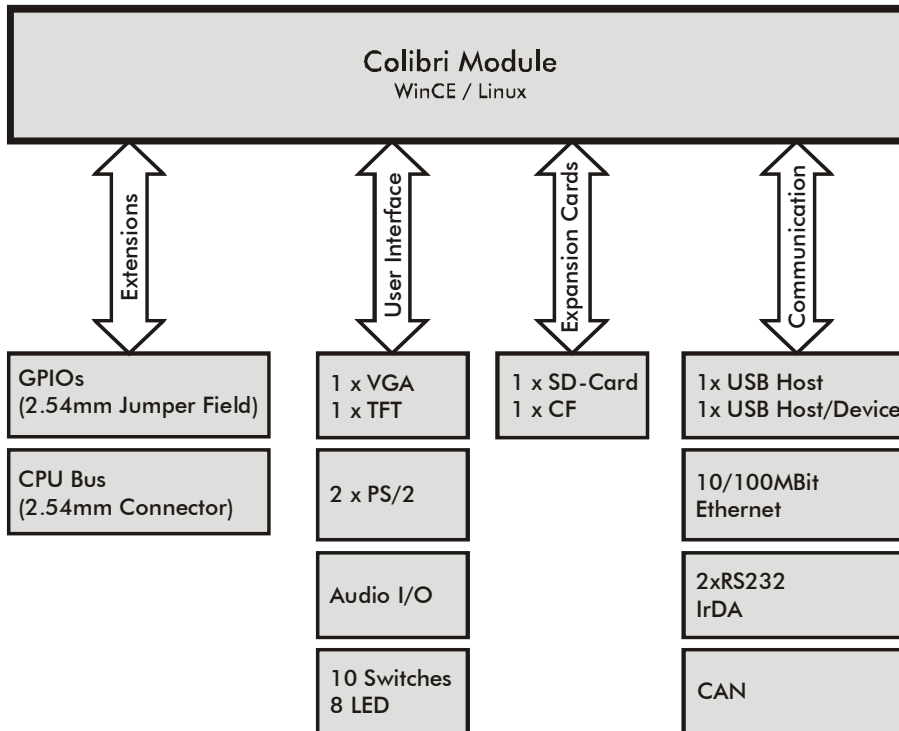 Colibri Module
WinCE / Linux
Extensions
User Interface
Expansion Cards
Communication
GPIOs
(2.54mm Jumper Field)
CPU Bus
(2.54mm Connector)
1 x VGA
1 x TFT
2 x PS/2
Audio I/O
10 Switches
8 LED
1 x SD-Card
1 x CF
1x USB Host
1x USB Host/Device
10/100MBit
Ethernet
2xRS232
IrDA
CAN